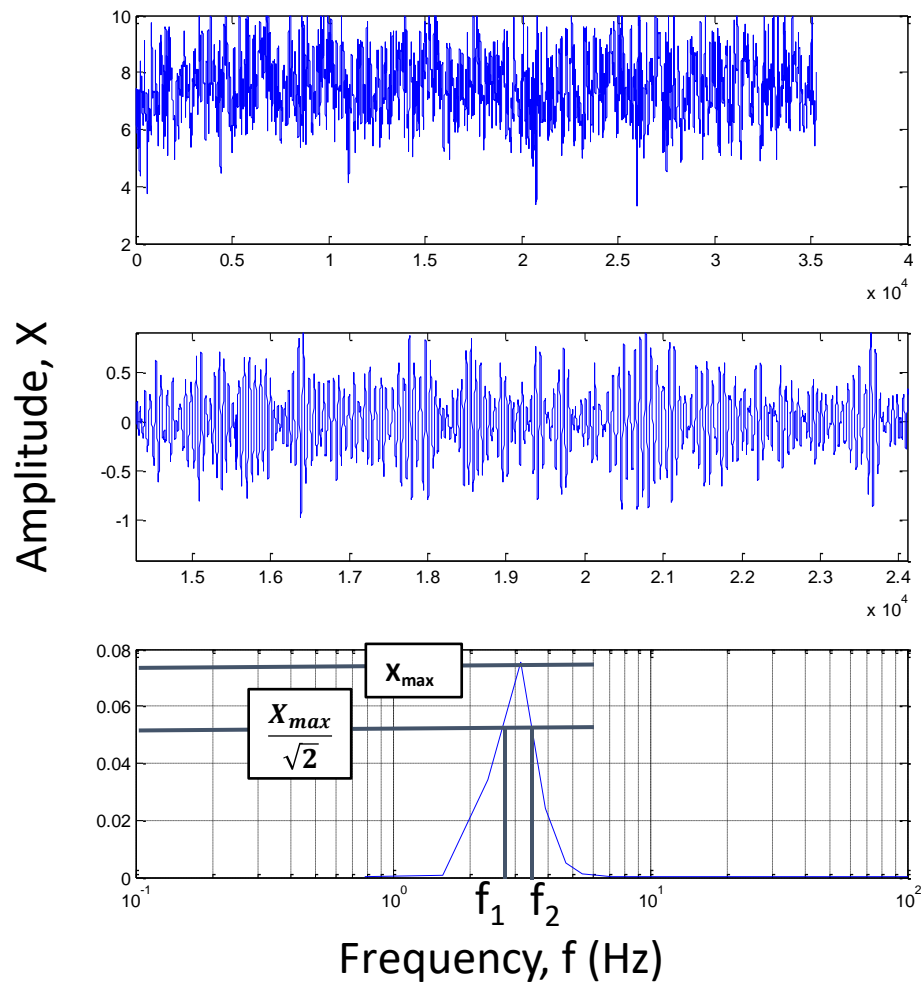 10
8
6
4
2
0 0.5 1 1.5 2 2.5 3 3.5 4
x 10^4
Amplitude, X
0.5
0
-0.5
-1
1.5 1.6 1.7 1.8 1.9 2 2.1 2.2 2.3 2.4
x 10^4
0.08
0.06
0.04
0.02
0
X_max
X_max
√2
10^-1 10^0 10^1 10^2
f_1 f_2
Frequency, f (Hz)